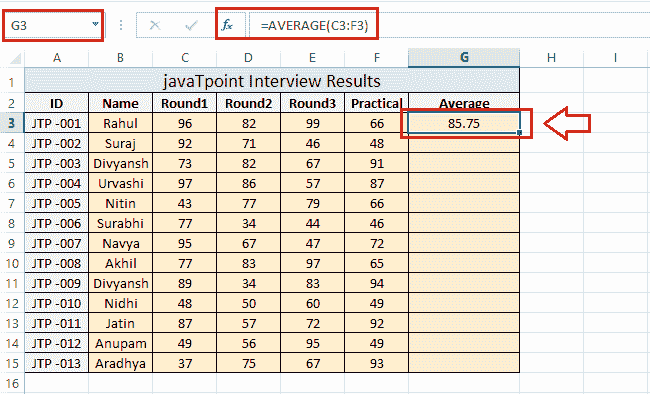 G3 fx =AVERAGE(C3:F3)
A B C D E F G H I
1 javaTpoint Interview Results
2 ID Name Round1 Round2 Round3 Practical Average
3 JTP -001 Rahul 96 82 99 66 85.75
4 JTP -002 Suraj 92 71 46 48
5 JTP -003 Divyansh 73 82 67 91
6 JTP -004 Urvashi 97 86 57 87
7 JTP -005 Nitin 43 77 79 66
8 JTP -006 Surabhi 77 34 44 46
9 JTP -007 Navya 95 67 47 72
10 JTP -008 Akhil 77 83 97 65
11 JTP -009 Divyansh 89 34 83 94
12 JTP -010 Nidhi 48 50 60 49
13 JTP -011 Jatin 87 57 72 92
14 JTP -012 Anupam 49 56 95 49
15 JTP -013 Aradhya 37 75 67 93
16